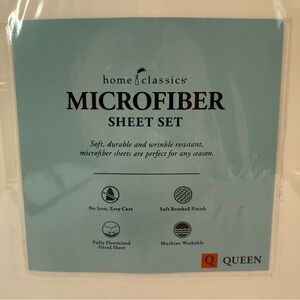 home classics®
MICROFIBER
SHEET SET
Soft, durable and wrinkle resistant,
microfiber sheets are perfect for any season.
No Iron, Easy Care
Soft Brushed Finish
Fully Elasticized
Fitted Sheet
Machine Washable
Q QUEEN